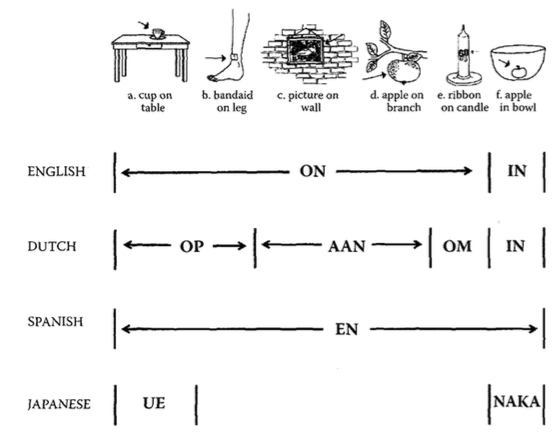 a. cup on
table
b. bandaid
on leg
c. picture on
wall
d. apple on
branch
e. ribbon
on candle
f. apple
in bowl
ENGLISH ON IN
DUTCH OP AAN OM IN
SPANISH EN
JAPANESE UE NAKA